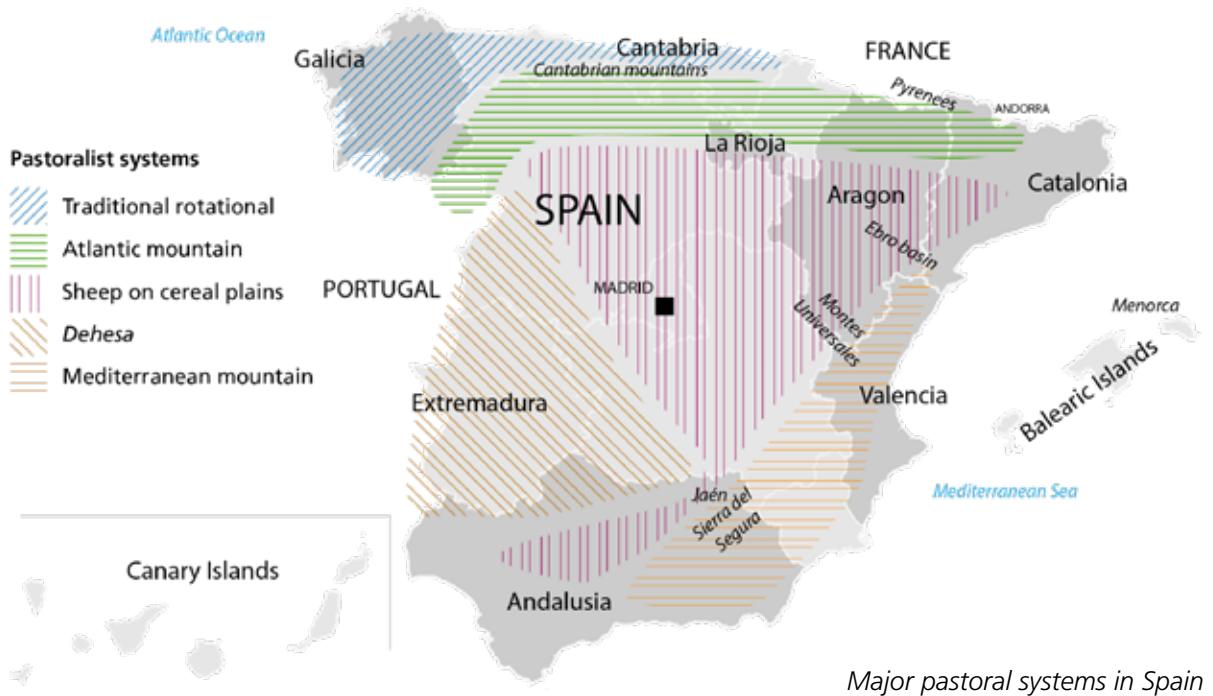 Atlantic Ocean
Galicia
Cantabria
Cantabrian mountains
FRANCE
Pyrenees
ANDORRA
Pastoralist systems
Traditional rotational
Atlantic mountain
Sheep on cereal plains
Dehesa
Mediterranean mountain
La Rioja
SPAIN
Aragon
Catalonia
Ebro basin
PORTUGAL
MADRID
Montes
Universales
Menorca
Balearic Islands
Extremadura
Valencia
Mediterranean Sea
Jaén
Sierra del
Segura
Canary Islands
Andalusia
Major pastoral systems in Spain